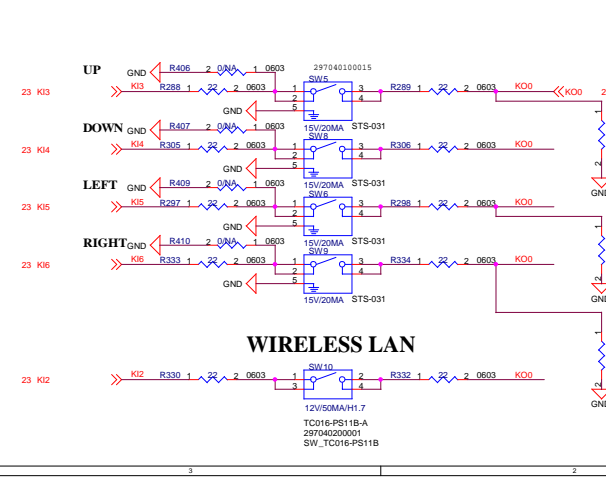 UP GND R406 2 0/NA 1 0603 297040100015
SW5
23 KI3 KI3 R288 1 22 2 0603 1 3 R289 1 22 2 0603 KO0 KO0 2
2 4
GND 5
15V/20MA STS-031
DOWN GND R407 2 0/NA 1 0603
SW8
23 KI4 KI4 R305 1 22 2 0603 1 3 R306 1 22 2 0603 KO0
2 4
GND 5
15V/20MA STS-031
LEFT GND R409 2 0/NA 1 0603 GND
SW6
23 KI5 KI5 R297 1 22 2 0603 1 3 R298 1 22 2 0603 KO0
2 4
GND 5
15V/20MA STS-031
RIGHT GND R410 2 0/NA 1 0603
SW9
23 KI6 KI6 R333 1 22 2 0603 1 3 R334 1 22 2 0603 KO0
2 4
GND 5
15V/20MA STS-031 GND
WIRELESS LAN
SW10
23 KI2 KI2 R330 1 22 2 0603 1 2 R332 1 22 2 0603 KO0
3 4
12V/50MA/H1.7 GND
TC016-PS11B-A
297040200001
SW_TC016-PS11B
3 2